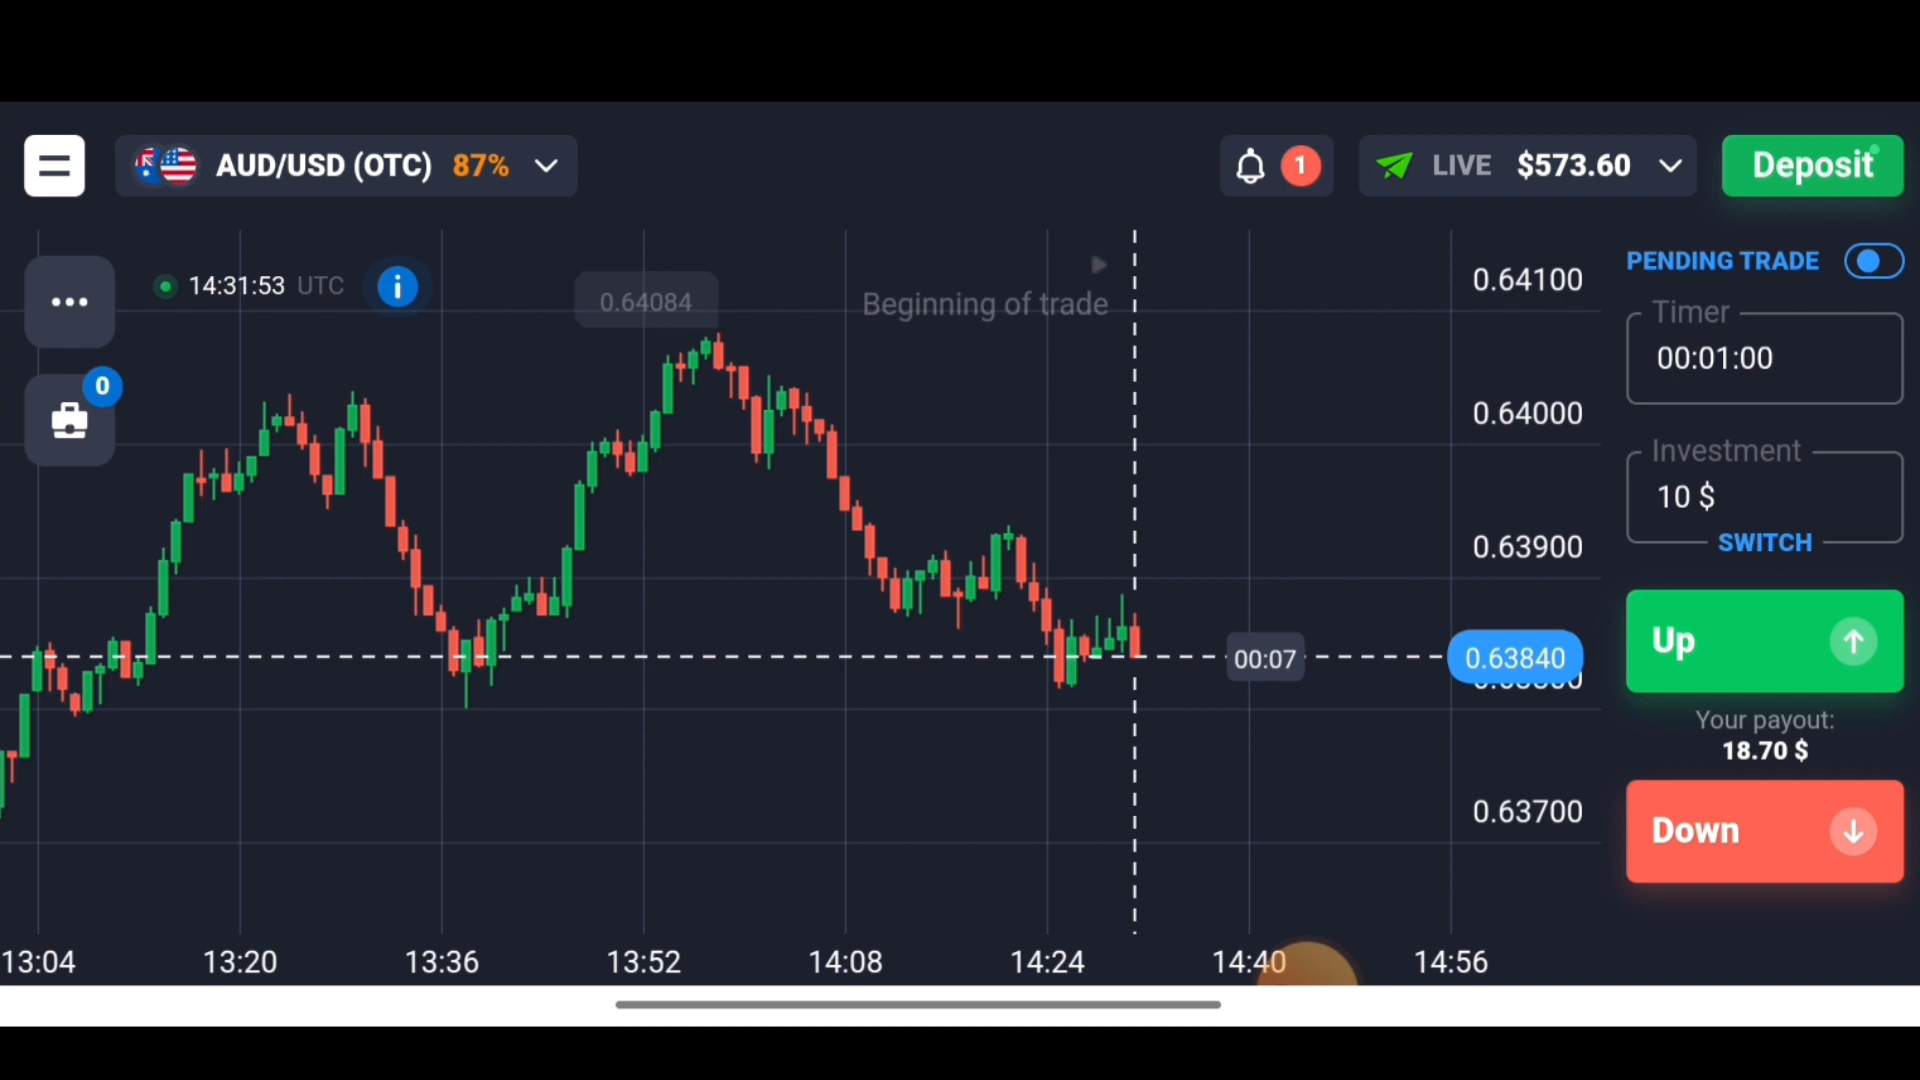 AUD/USD (OTC) 87%
1
LIVE $573.60
Deposit
14:31:53 UTC
i
0.64084
Beginning of trade
0
0.64100
0.64000
0.63900
0.63840
0.63700
00:07
13:04 13:20 13:36 13:52 14:08 14:24 14:40 14:56
PENDING TRADE
Timer
00:01:00
Investment
10 $
SWITCH
Up
Your payout:
18.70 $
Down